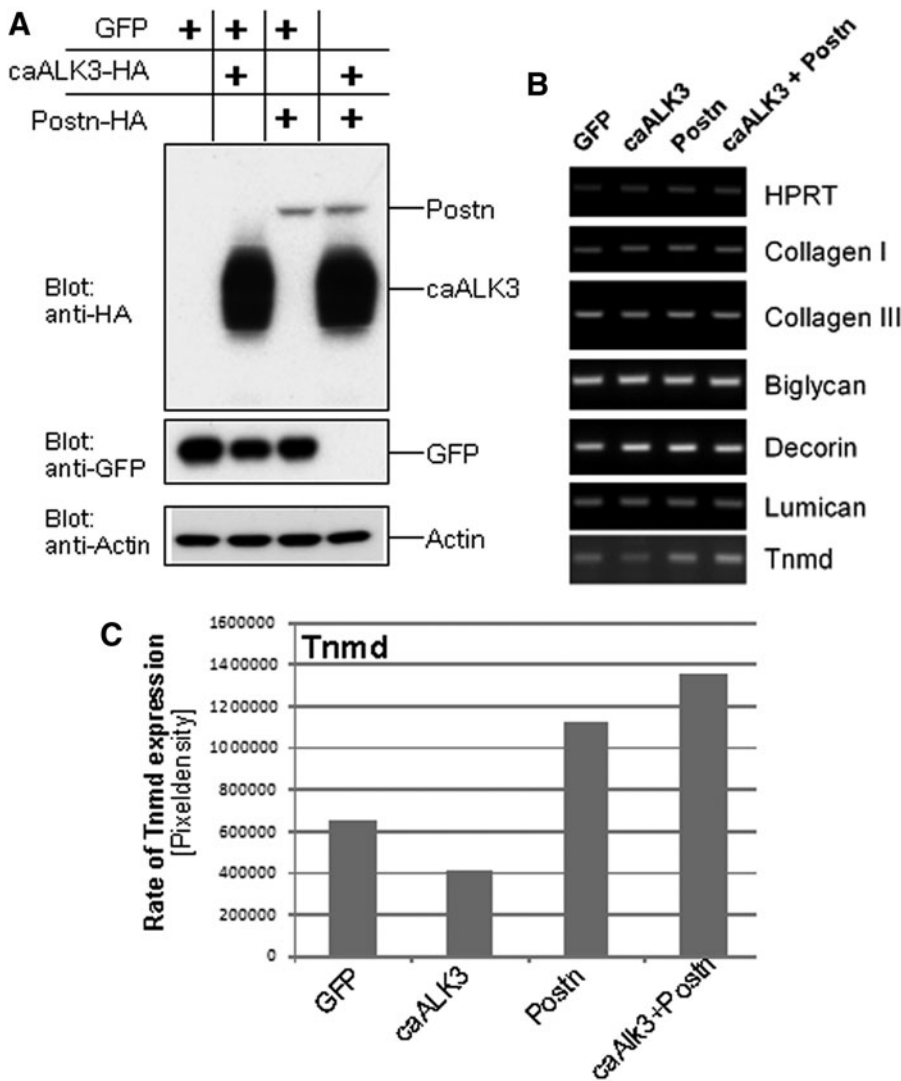 A
GFP + + +
caALK3-HA + +
Postn-HA + +
Postn
caALK3
Blot:
anti-HA
Blot:
anti-GFP
GFP
Blot:
anti-Actin
Actin
B
GFP
caALK3
Postn
caALK3 + Postn
HPRT
Collagen I
Collagen III
Biglycan
Decorin
Lumican
Tnmd
C
Tnmd
Rate of Tnmd expression
[Pixeldensity]
1600000
1400000
1200000
1000000
800000
600000
400000
200000
0
GFP
caALK3
Postn
caAlk3+Postn